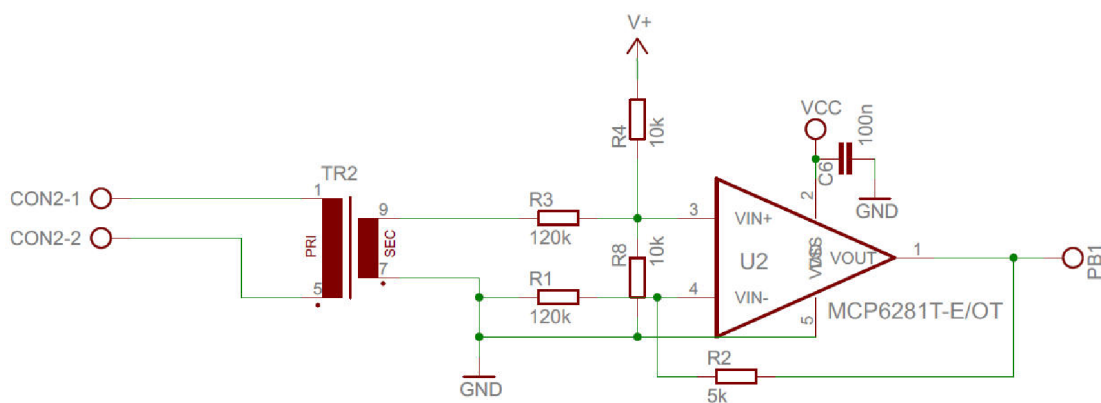 V+
R4
10k
VCC
100n
C6
GND
TR2
CON2-1
CON2-2
1
5
PRI
SEC
9
7
R3
120k
R8
10k
R1
120k
3
4
VIN+
VIN-
U2
2
5
VOUT
1
MCP6281T-E/OT
PB1
R2
5k
GND